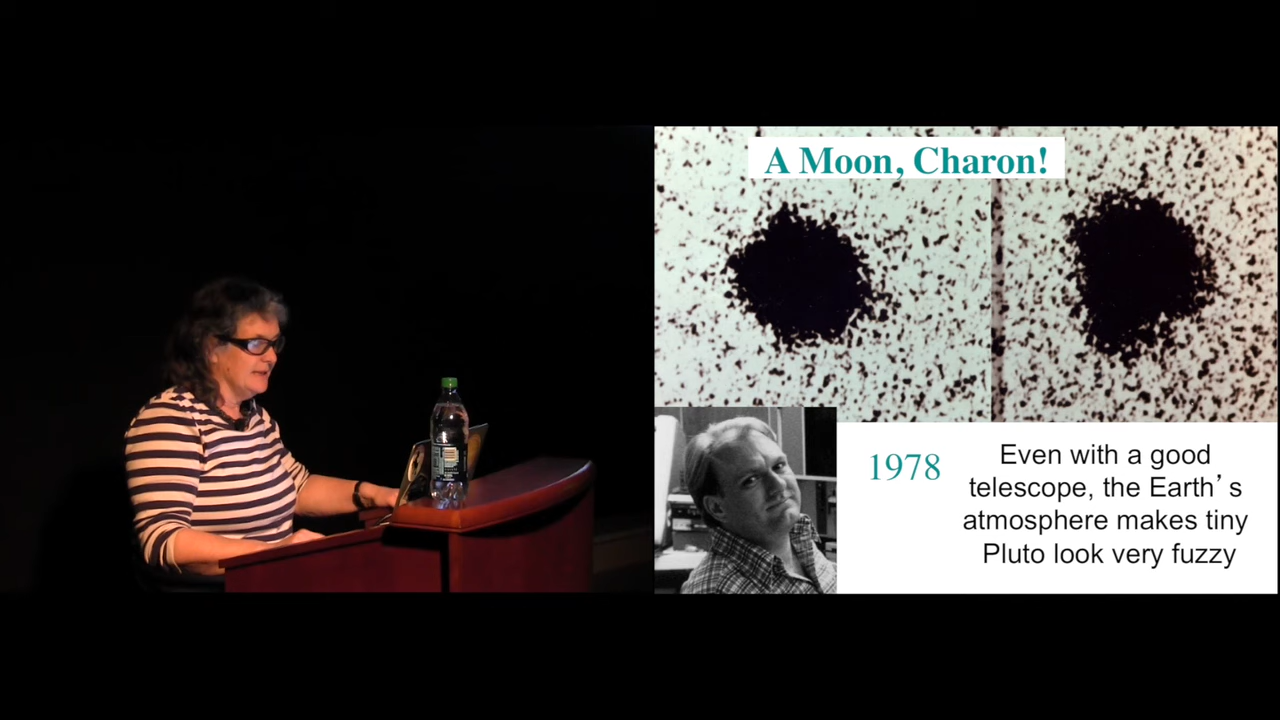 A Moon, Charon!
1978
Even with a good
telescope, the Earth’s
atmosphere makes tiny
Pluto look very fuzzy